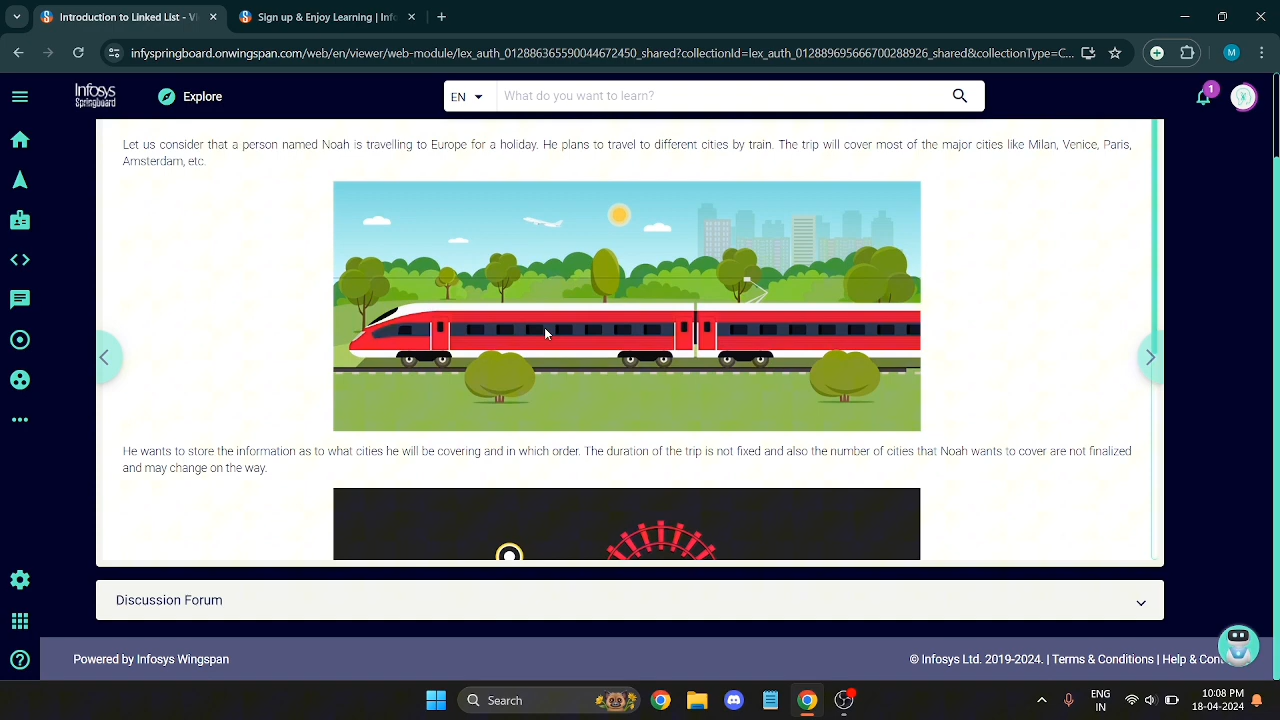 Introduction to Linked List - Vi
Sign up & Enjoy Learning | Info
infyspringboard.onwingspan.com/web/en/viewer/web-module/lex_auth_012886365590044672450_shared?collectionId=lex_auth_012889695666700288926_shared&collectionType=C...
M
Infosys
Springboard
Explore
EN
What do you want to learn?
1
Let us consider that a person named Noah is travelling to Europe for a holiday. He plans to travel to different cities by train. The trip will cover most of the major cities like Milan, Venice, Paris,
Amsterdam, etc.
He wants to store the information as to what cities he will be covering and in which order. The duration of the trip is not fixed and also the number of cities that Noah wants to cover are not finalized
and may change on the way.
Discussion Forum
Powered by Infosys Wingspan
© Infosys Ltd. 2019-2024. | Terms & Conditions | Help & Con
Search
ENG
IN
10:08 PM
18-04-2024